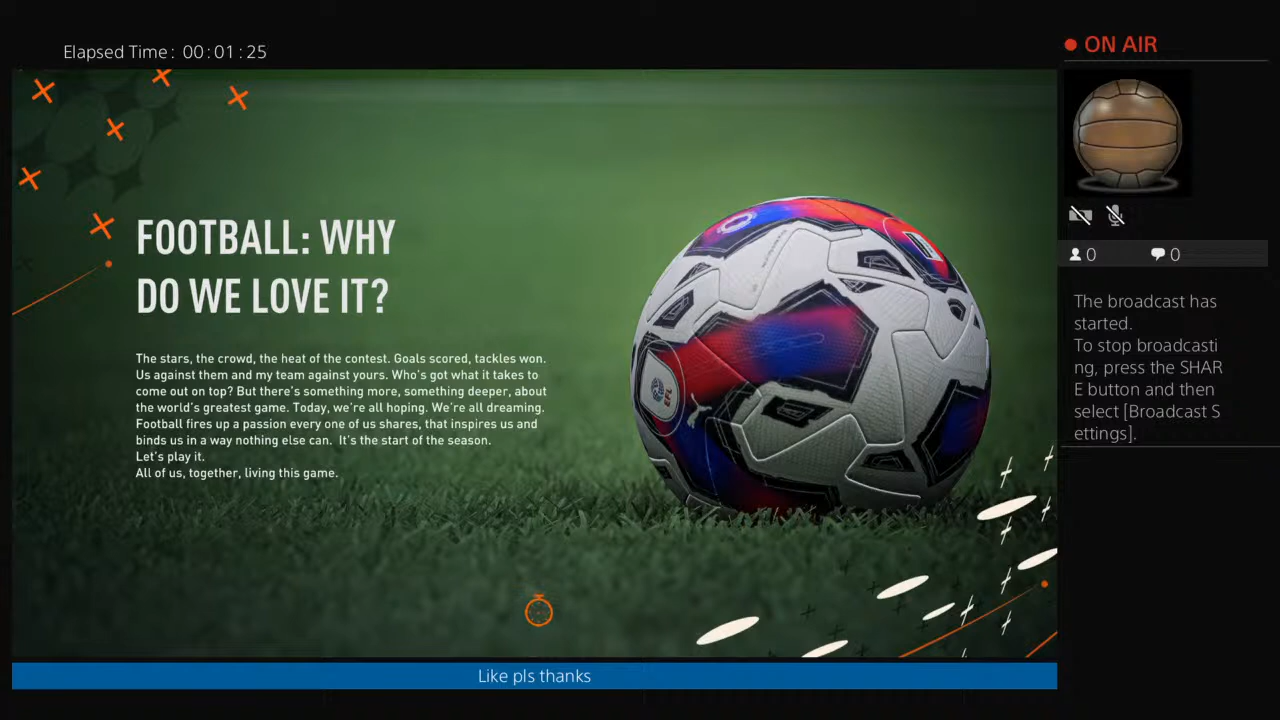 Elapsed Time: 00:01:25
ON AIR
FOOTBALL: WHY
DO WE LOVE IT?
The stars, the crowd, the heat of the contest. Goals scored, tackles won.
Us against them and my team against yours. Who's got what it takes to
come out on top? But there's something more, something deeper, about
the world's greatest game. Today, we're all hoping. We're all dreaming.
Football fires up a passion every one of us shares, that inspires us and
binds us in a way nothing else can. It's the start of the season.
Let's play it.
All of us, together, living this game.
EFL
0
0
The broadcast has
started.
To stop broadcasti
ng, press the SHAR
E button and then
select [Broadcast S
ettings].
Like pls thanks